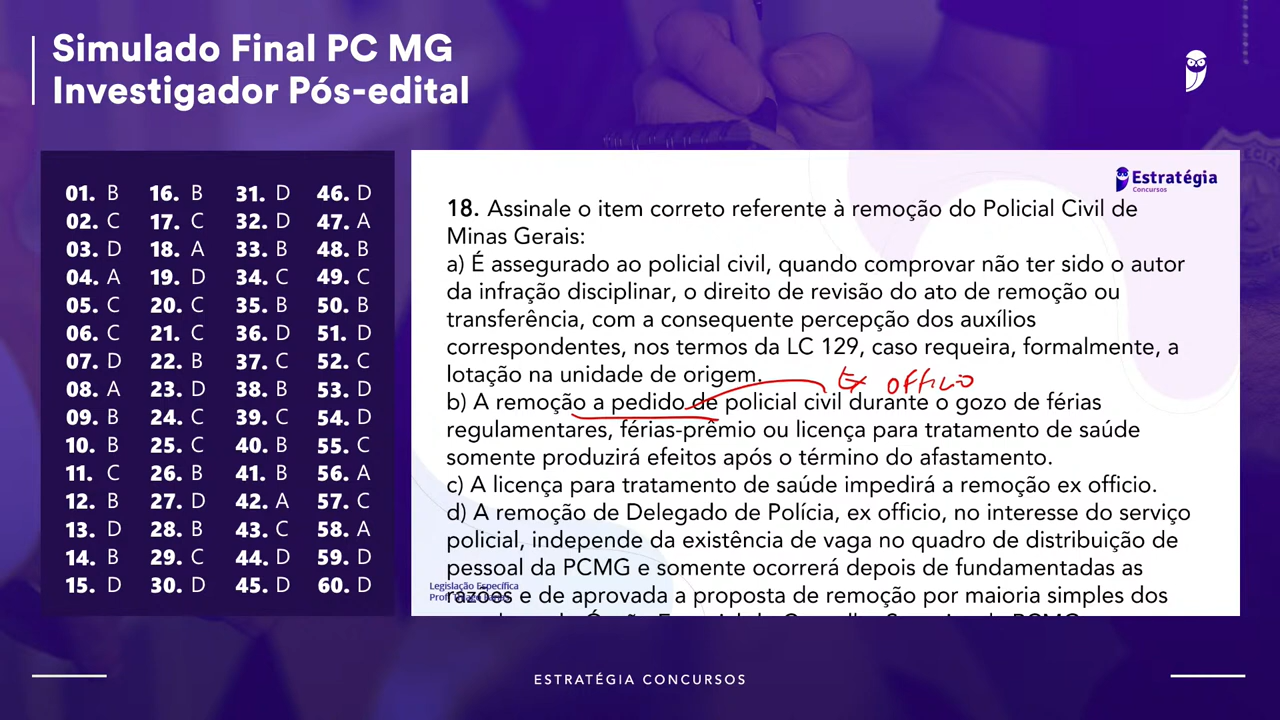 Simulado Final PC MG
Investigador Pós-edital
01. B 16. B 31. D 46. D
02. C 17. C 32. D 47. A
03. D 18. A 33. B 48. B
04. A 19. D 34. C 49. C
05. C 20. C 35. B 50. B
06. C 21. C 36. D 51. D
07. D 22. B 37. C 52. C
08. A 23. D 38. B 53. D
09. B 24. C 39. C 54. D
10. B 25. C 40. B 55. C
11. C 26. B 41. B 56. A
12. B 27. D 42. A 57. C
13. D 28. B 43. C 58. A
14. B 29. C 44. D 59. D
15. D 30. D 45. D 60. D
Estratégia
Concursos
18. Assinale o item correto referente à remoção do Policial Civil de
Minas Gerais:
a) É assegurado ao policial civil, quando comprovar não ter sido o autor
da infração disciplinar, o direito de revisão do ato de remoção ou
transferência, com a consequente percepção dos auxílios
correspondentes, nos termos da LC 129, caso requeira, formalmente, a
lotação na unidade de origem.
Ex officio
b) A remoção a pedido de policial civil durante o gozo de férias
regulamentares, férias-prêmio ou licença para tratamento de saúde
somente produzirá efeitos após o término do afastamento.
c) A licença para tratamento de saúde impedirá a remoção ex officio.
d) A remoção de Delegado de Polícia, ex officio, no interesse do serviço
policial, independe da existência de vaga no quadro de distribuição de
pessoal da PCMG e somente ocorrerá depois de fundamentadas as
razões e de aprovada a proposta de remoção por maioria simples dos
Legislação Específica
Prof.
ESTRATÉGIA CONCURSOS